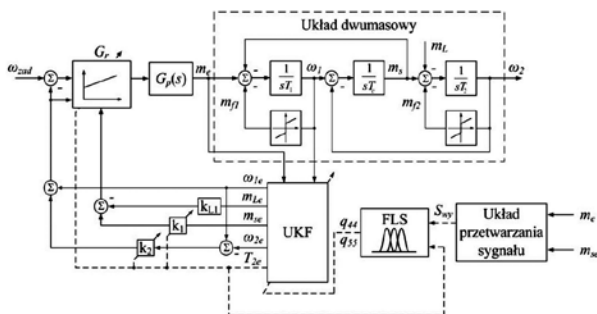 Układ dwumasowy
G_r
m_L
ω_zad
Σ
-
G_p(s)
m_e
Σ
-
-
1
sT_1
ω_1
Σ
-
1
sT_c
m_s
Σ
-
-
1
sT_2
ω_2
m_f1
m_f2
ω_1e
Σ
Σ
-
k_L1
m_Le
k_1
m_se
k_2
Σ
-
ω_2e
T_2e
UKF
q_44
q_55
FLS
S_wy
Układ
przetwarzania
sygnału
m_e
m_se